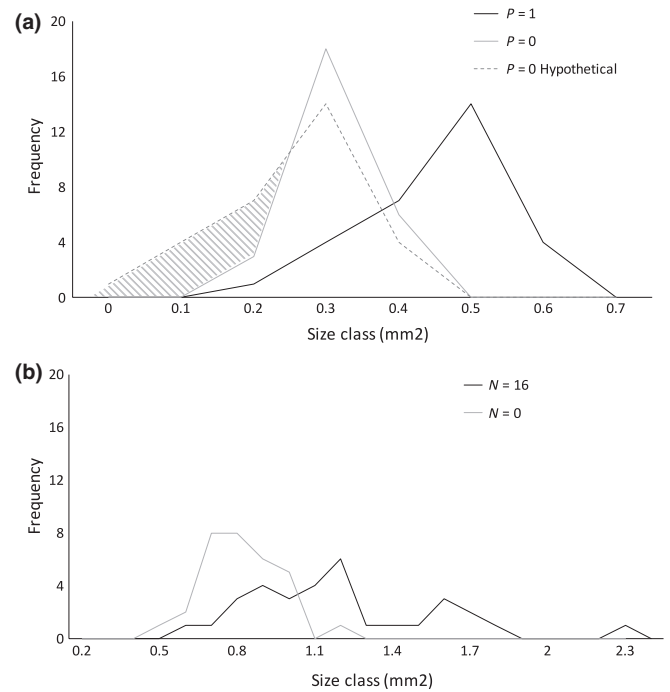 (a)
20
16
12
8
4
0
Frequency
P = 1
P = 0
P = 0 Hypothetical
0 0.1 0.2 0.3 0.4 0.5 0.6 0.7
Size class (mm2)
(b)
20
16
12
8
4
0
Frequency
N = 16
N = 0
0.2 0.5 0.8 1.1 1.4 1.7 2 2.3
Size class (mm2)